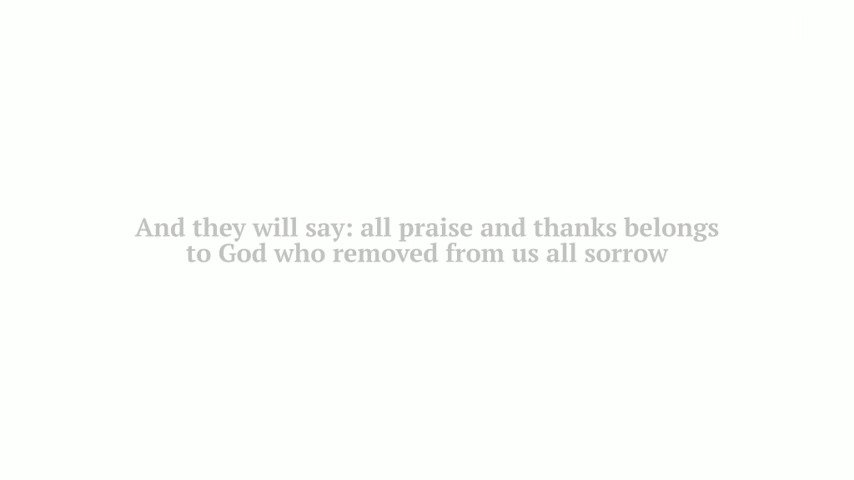 And they will say: all praise and thanks belongs
to God who removed from us all sorrow